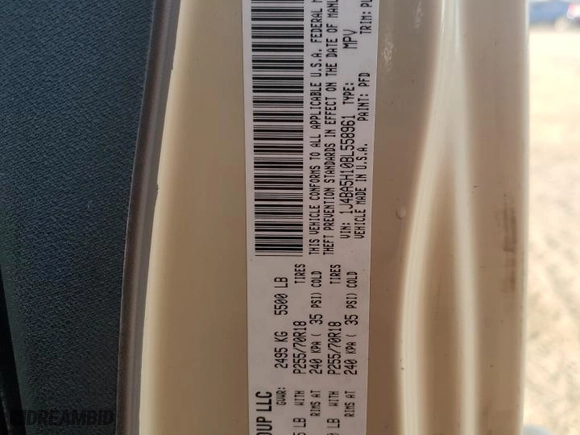 OUP LLC
GVWR: 2495 KG 5500 LB
LB WITH P255/70R18 TIRES
RIMS AT 240 KPA ( 35 PSI) COLD
LB WITH P255/70R18 TIRES
RIMS AT 240 KPA ( 35 PSI) COLD
THIS VEHICLE CONFORMS TO ALL APPLICABLE U.S.A. FEDERAL
THEFT PREVENTION STANDARDS IN EFFECT ON THE DATE OF
VIN: 1J4BA5H10BL558961 TYPE: MPV
VEHICLE MADE IN U.S.A. PAINT: PFD TRIM:
DREAMBID